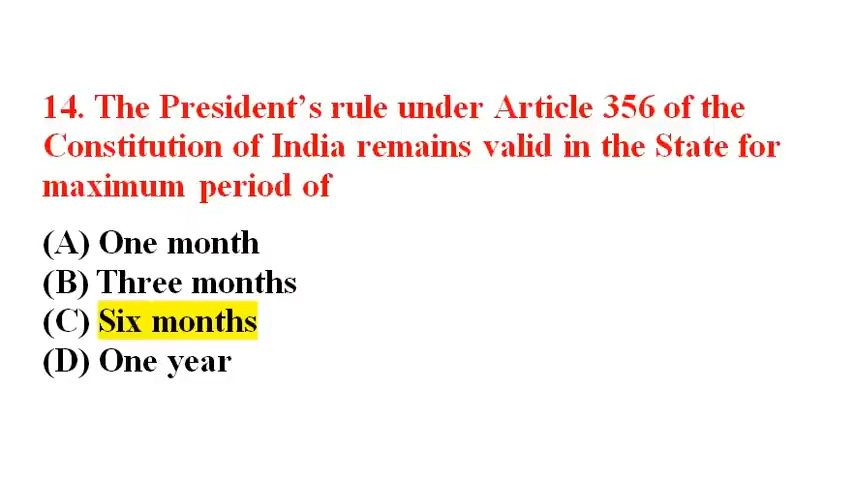 14. The President’s rule under Article 356 of the
Constitution of India remains valid in the State for
maximum period of
(A) One month
(B) Three months
(C) Six months
(D) One year